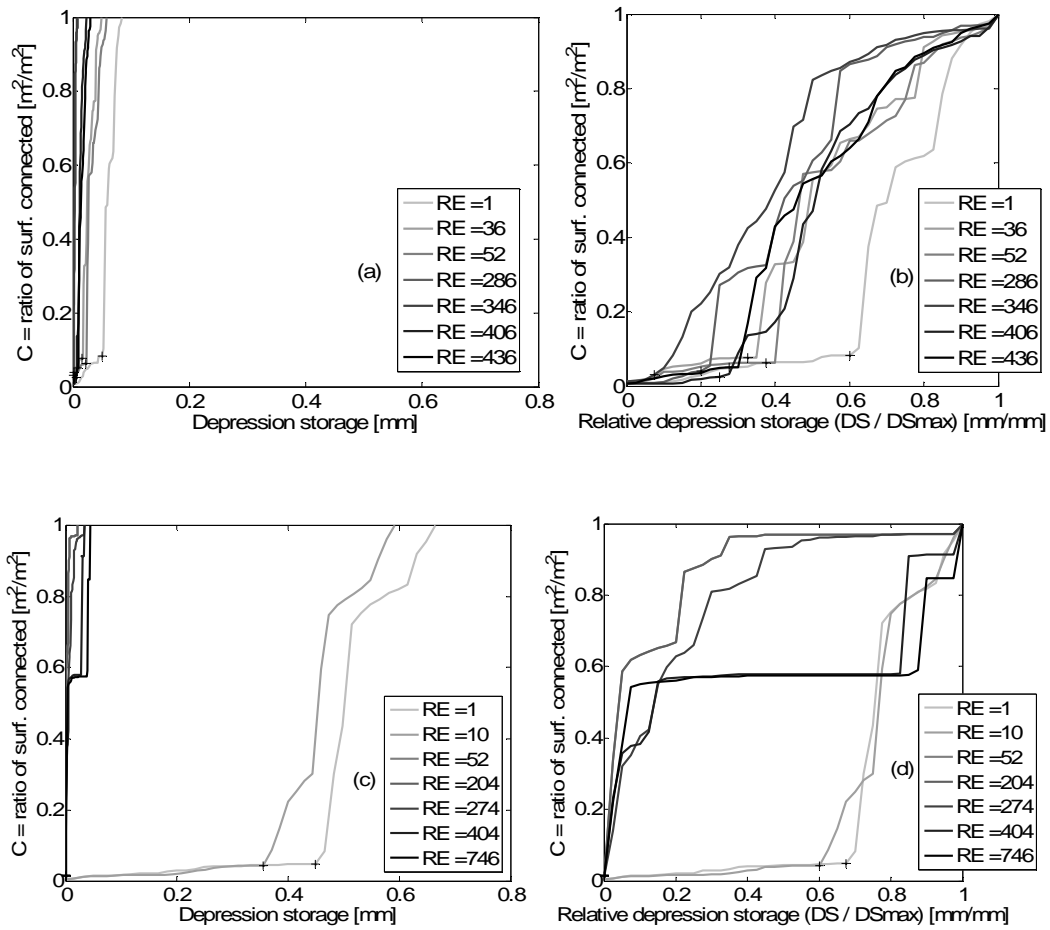 C = ratio of surf. connected [m²/m²]
1
0.8
0.6
0.4
0.2
0
0 0.2 0.4 0.6 0.8
Depression storage [mm]
(a)
RE =1
RE =36
RE =52
RE =286
RE =346
RE =406
RE =436
C = ratio of surf. connected [m²/m²]
1
0.8
0.6
0.4
0.2
0
0 0.2 0.4 0.6 0.8 1
Relative depression storage (DS / DSmax) [mm/mm]
(b)
RE =1
RE =36
RE =52
RE =286
RE =346
RE =406
RE =436
C = ratio of surf. connected [m²/m²]
1
0.8
0.6
0.4
0.2
0
0 0.2 0.4 0.6 0.8
Depression storage [mm]
(c)
RE =1
RE =10
RE =52
RE =204
RE =274
RE =404
RE =746
C = ratio of surf. connected [m²/m²]
1
0.8
0.6
0.4
0.2
0
0 0.2 0.4 0.6 0.8 1
Relative depression storage (DS / DSmax) [mm/mm]
(d)
RE =1
RE =10
RE =52
RE =204
RE =274
RE =404
RE =746